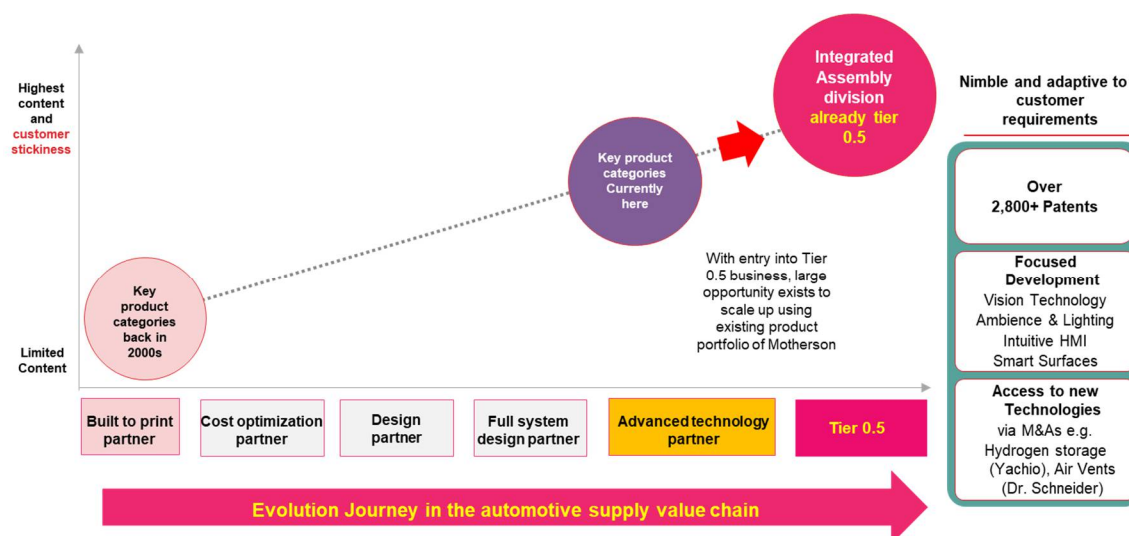 Highest
content
and
customer
stickiness
Limited
Content
Key
product
categories
back in
2000s
Key product
categories
Currently
here
Integrated
Assembly
division
already tier
0.5
With entry into Tier
0.5 business, large
opportunity exists to
scale up using
existing product
portfolio of Motherson
Built to print
partner
Cost optimization
partner
Design
partner
Full system
design partner
Advanced technology
partner
Tier 0.5
Evolution Journey in the automotive supply value chain
Nimble and adaptive to
customer
requirements
Over
2,800+ Patents
Focused
Development
Vision Technology
Ambience & Lighting
Intuitive HMI
Smart Surfaces
Access to new
Technologies
via M&As e.g.
Hydrogen storage
(Yachio), Air Vents
(Dr. Schneider)